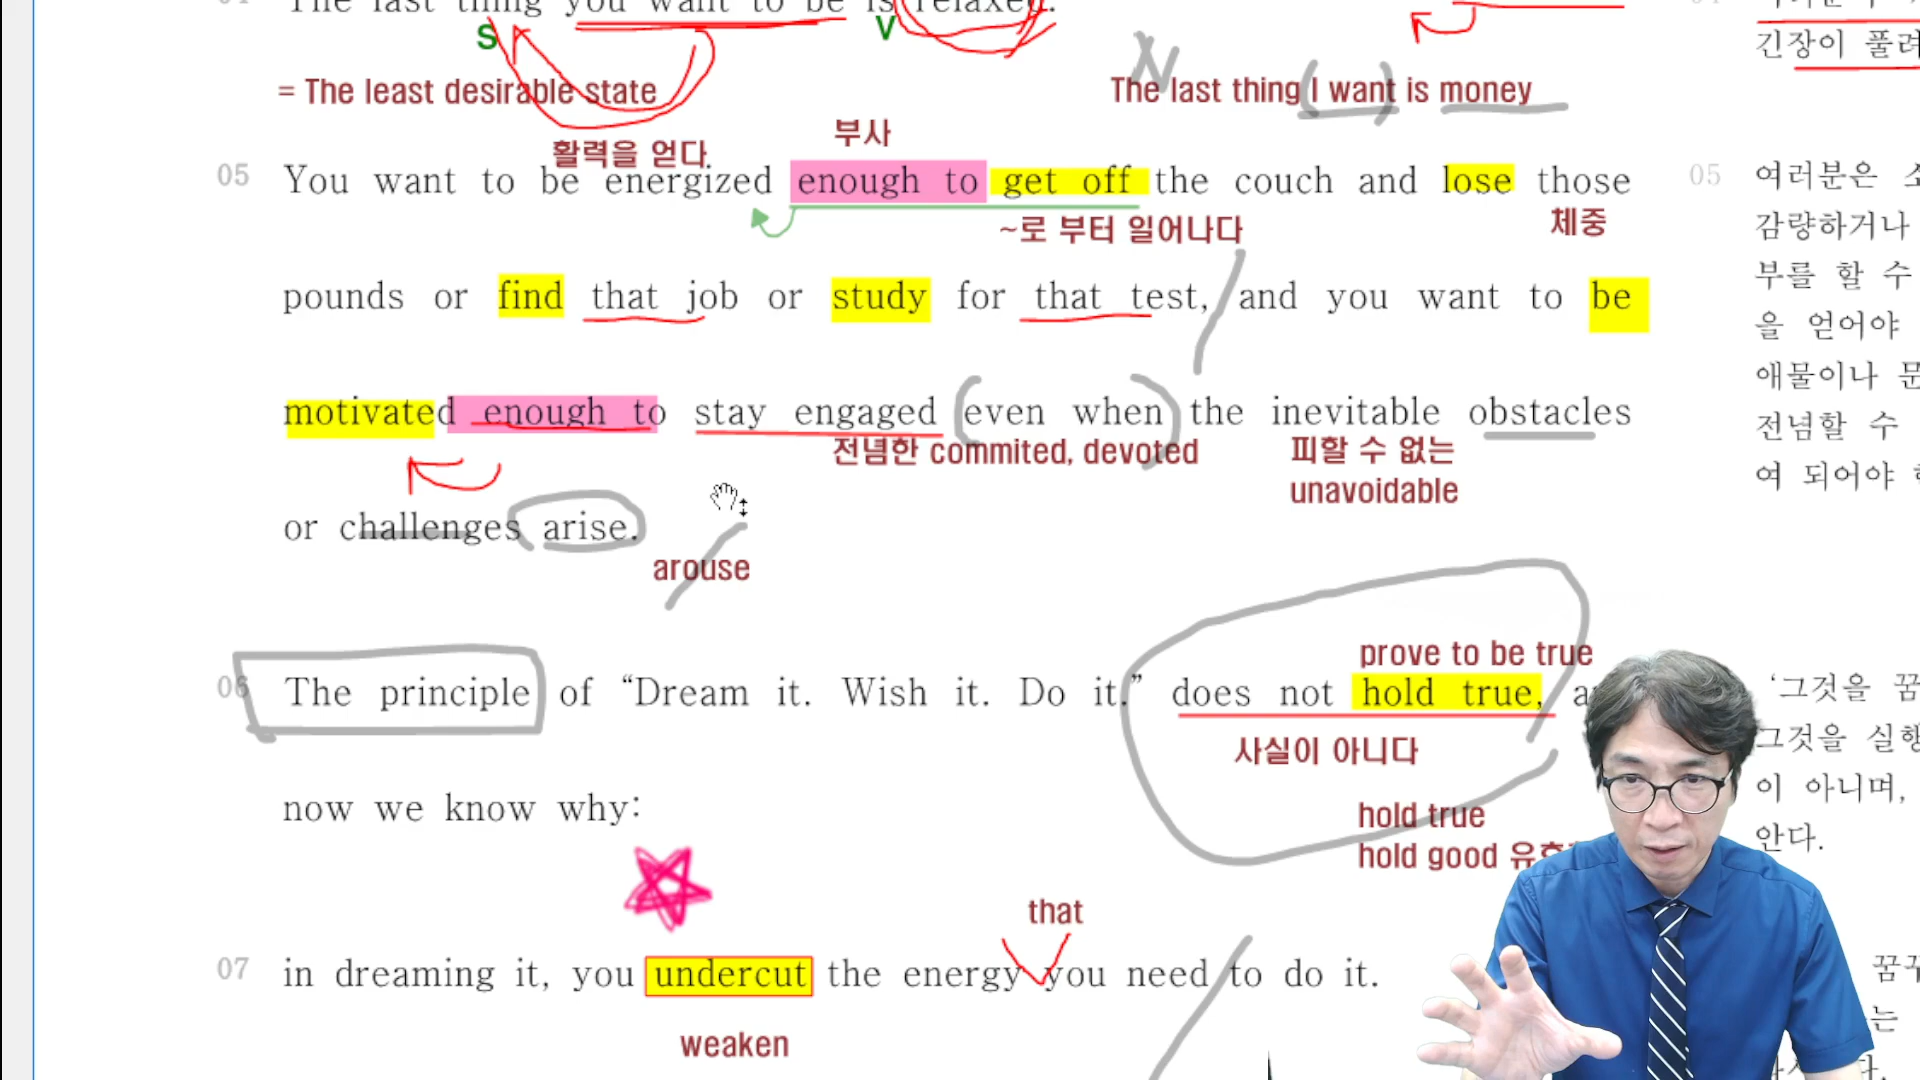 The last thing you want to be is relaxed.
S
V
긴장이 풀려
= The least desirable state
The last thing I want is money
N
활력을 얻다.
부사
05 You want to be energized enough to get off the couch and lose those
05 여러분은
~로 부터 일어나다
체중
감량하거나
pounds or find that job or study for that test, and you want to be
부를 할 수
을 얻어야
애물이나
motivated enough to stay engaged even when the inevitable obstacles
전념할 수
전념한 commited, devoted
피할 수 없는
unavoidable
여 되어야
or challenges arise.
arouse
prove to be true
06 The principle of “Dream it. Wish it. Do it.” does not hold true,
‘그것을
그것을
사실이 아니다
이 아니며,
now we know why:
hold true
안다.
hold good
that
07 in dreaming it, you undercut the energy you need to do it.
weaken